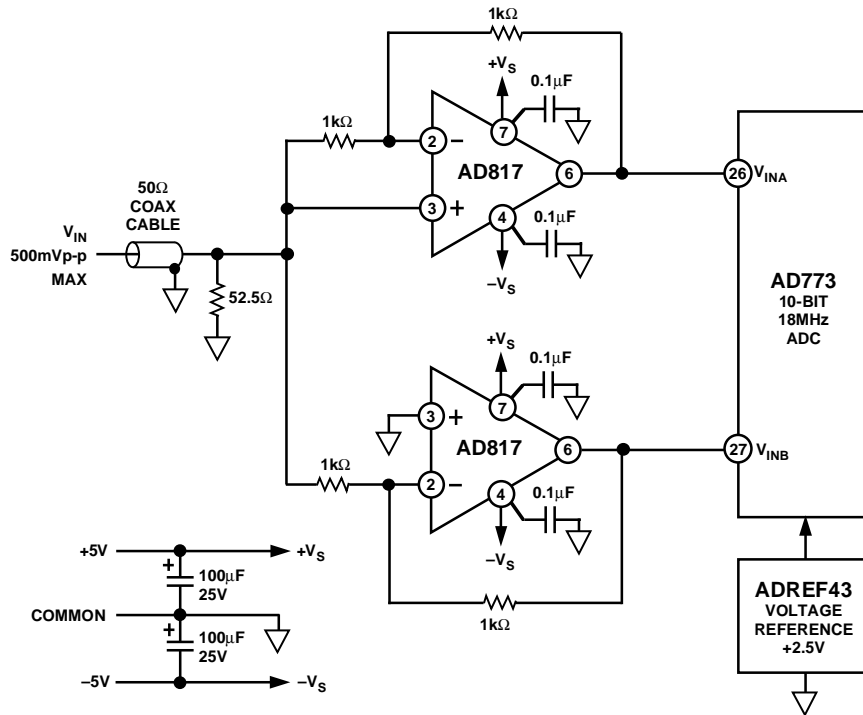 1kΩ
+VS
0.1μF
1kΩ
7
2 −
AD817
6
3 +
4
0.1μF
−VS
26 VINA
50Ω
COAX
CABLE
VIN
500mVp-p
MAX
52.5Ω
AD773
10-BIT
18MHz
ADC
+VS
0.1μF
7
3 +
AD817
6
1kΩ
2 −
4
0.1μF
−VS
27 VINB
1kΩ
+5V
+VS
+
100μF
25V
COMMON
+
100μF
25V
−5V
−VS
ADREF43
VOLTAGE
REFERENCE
+2.5V